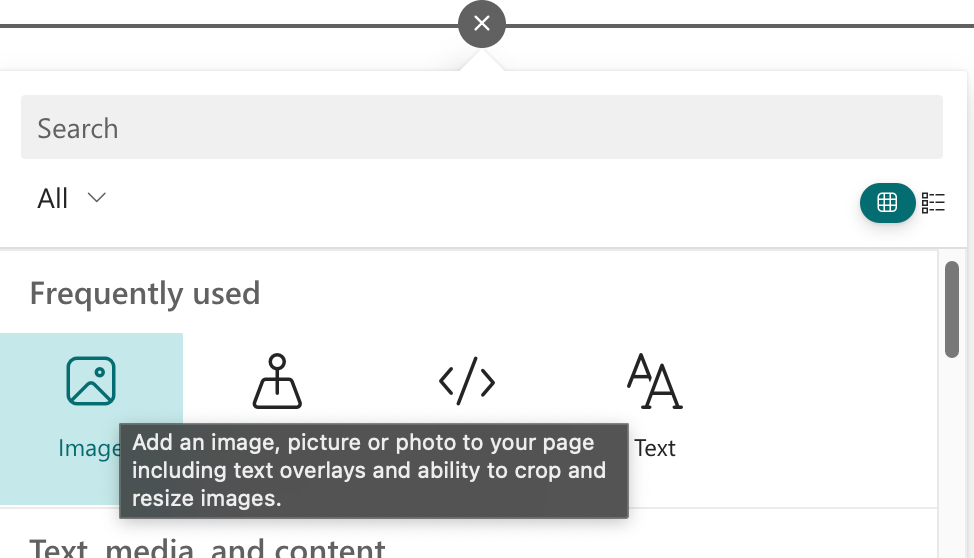 Search
All
Frequently used
Image
Text
Add an image, picture or photo to your page
including text overlays and ability to crop and
resize images.
Text, media, and content